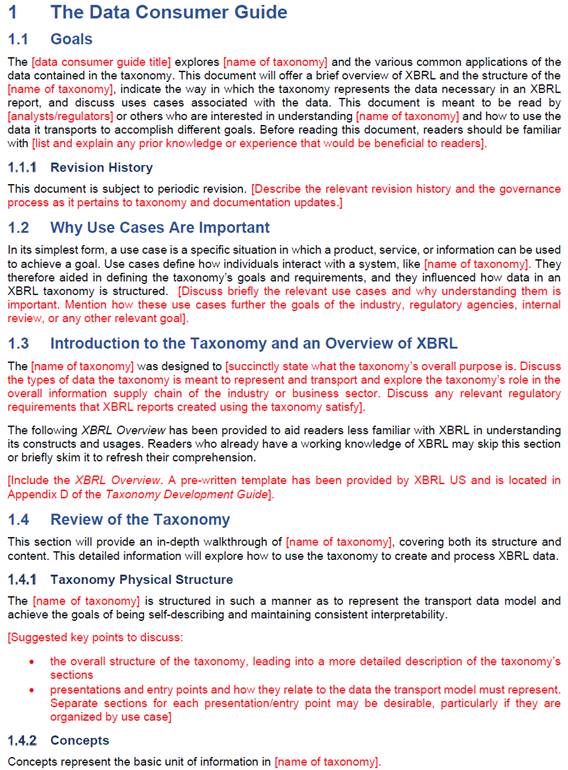 1 The Data Consumer Guide
1.1 Goals
The [data consumer guide title] explores [name of taxonomy] and the various common applications of the
data contained in the taxonomy. This document will offer a brief overview of XBRL and the structure of the
[name of taxonomy], indicate the way in which the taxonomy represents the data necessary in an XBRL
report, and discuss uses cases associated with the data. This document is meant to be read by
[analysts/regulators] or others who are interested in understanding [name of taxonomy] and how to use the
data it transports to accomplish different goals. Before reading this document, readers should be familiar
with [list and explain any prior knowledge or experience that would be beneficial to readers].
1.1.1 Revision History
This document is subject to periodic revision. [Describe the relevant revision history and the governance
process as it pertains to taxonomy and documentation updates.]
1.2 Why Use Cases Are Important
In its simplest form, a use case is a specific situation in which a product, service, or information can be used
to achieve a goal. Use cases define how individuals interact with a system, like [name of taxonomy]. They
therefore aided in defining the taxonomy's goals and requirements, and they influenced how data in an
XBRL taxonomy is structured. [Discuss briefly the relevant use cases and why understanding them is
important. Mention how these use cases further the goals of the industry, regulatory agencies, internal
review, or any other relevant goal].
1.3 Introduction to the Taxonomy and an Overview of XBRL
The [name of taxonomy] was designed to [succinctly state what the taxonomy's overall purpose is. Discuss
the types of data the taxonomy is meant to represent and transport and explore the taxonomy's role in the
overall information supply chain of the industry or business sector. Discuss any relevant regulatory
requirements that XBRL reports created using the taxonomy satisfy].
The following XBRL Overview has been provided to aid readers less familiar with XBRL in understanding
its constructs and usages. Readers who already have a working knowledge of XBRL may skip this section
or briefly skim it to refresh their comprehension.
[Include the XBRL Overview. A pre-written template has been provided by XBRL US and is located in
Appendix D of the Taxonomy Development Guide].
1.4 Review of the Taxonomy
This section will provide an in-depth walkthrough of [name of taxonomy], covering both its structure and
content. This detailed information will explore how to use the taxonomy to create and process XBRL data.
1.4.1 Taxonomy Physical Structure
The [name of taxonomy] is structured in such a manner as to represent the transport data model and
achieve the goals of being self-describing and maintaining consistent interpretability.
[Suggested key points to discuss:
• the overall structure of the taxonomy, leading into a more detailed description of the taxonomy's
sections
• presentations and entry points and how they relate to the data the transport model must represent.
Separate sections for each presentation/entry point may be desirable, particularly if they are
organized by use case]
1.4.2 Concepts
Concepts represent the basic unit of information in [name of taxonomy].